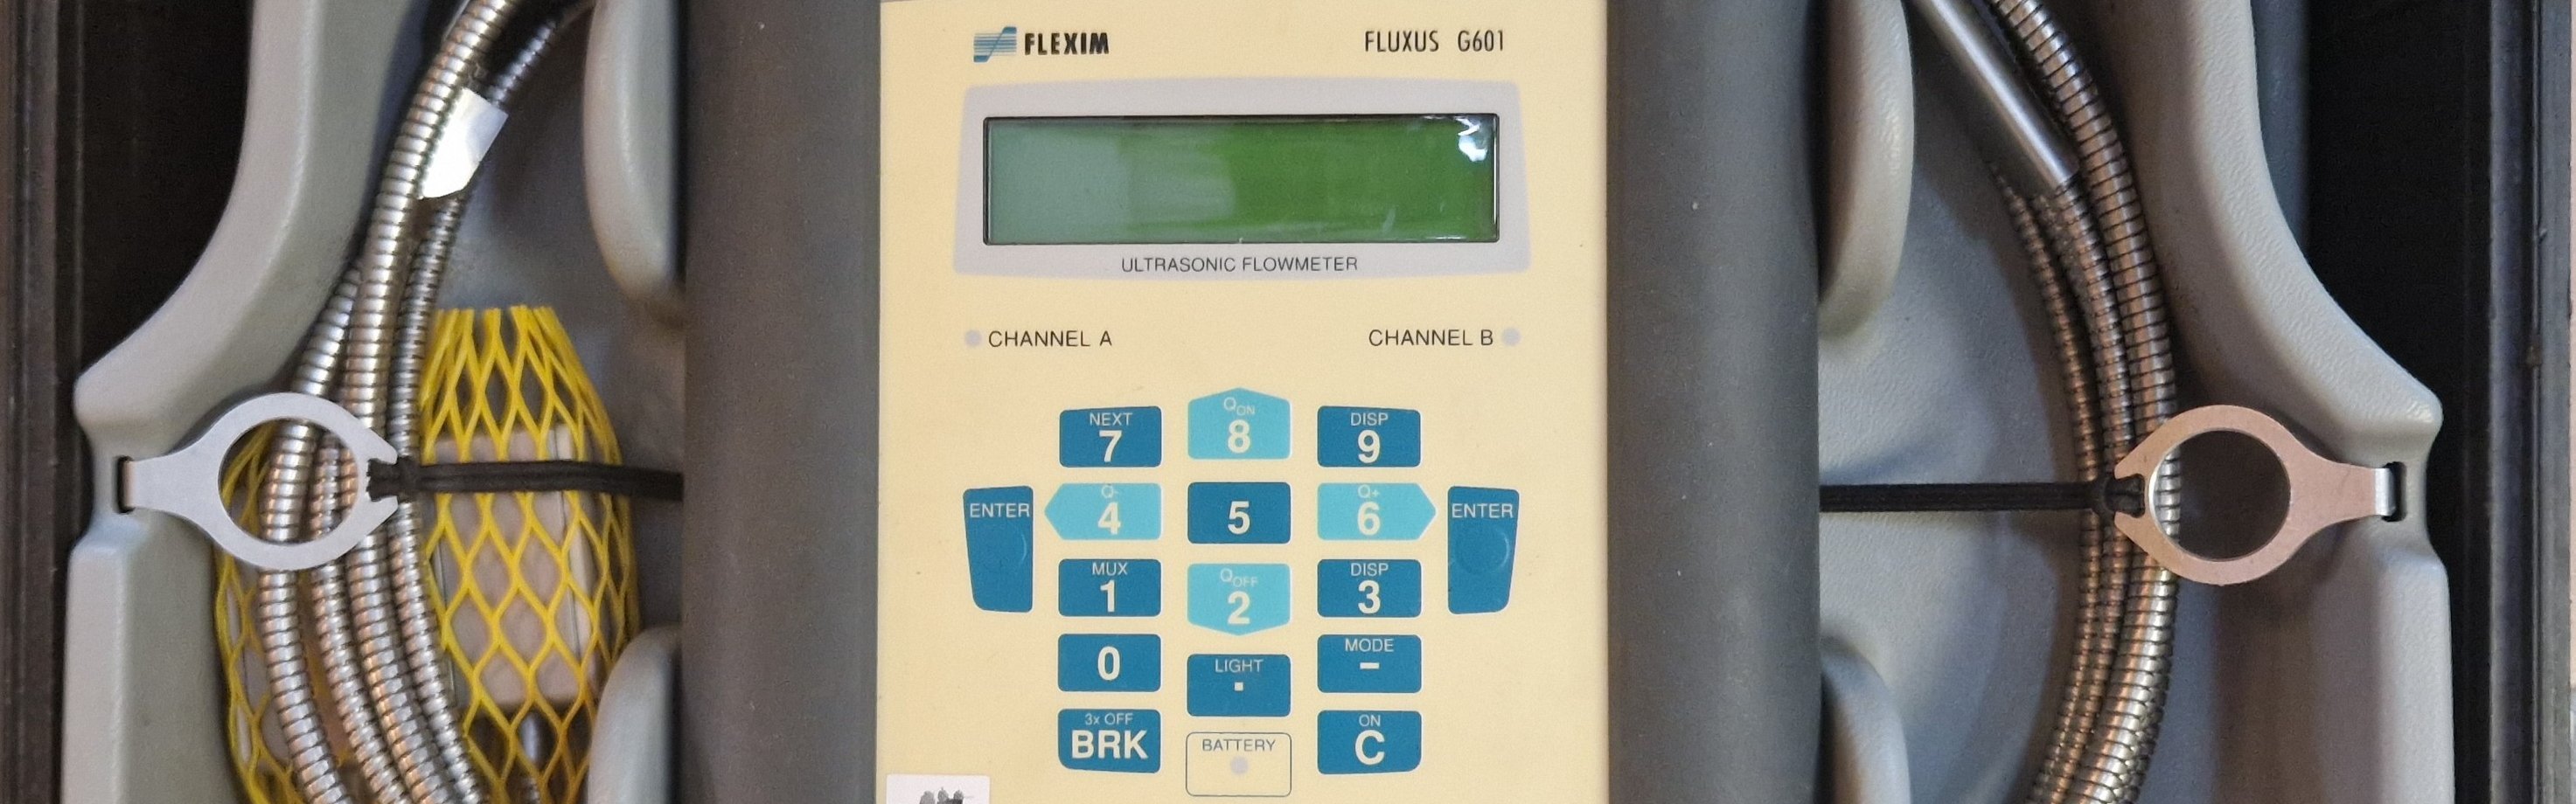 FLEXIM FLUXUS G601
ULTRASONIC FLOWMETER
CHANNEL A CHANNEL B
NEXT QON DISP
7 8 9
Q- Q+
ENTER 4 5 6 ENTER
MUX QOFF DISP
1 2 3
LIGHT MODE
0 . -
3x OFF BATTERY ON
BRK C